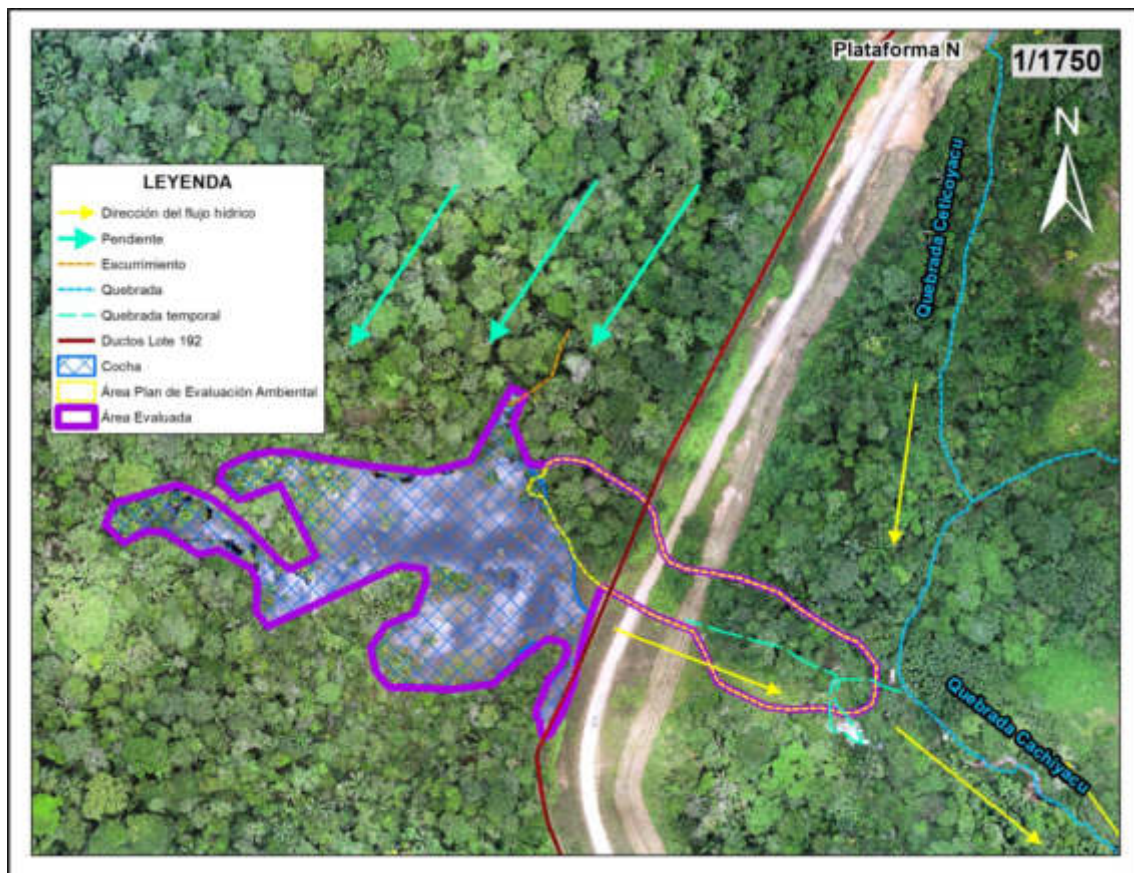 Plataforma N
1/1750
N
LEYENDA
Dirección del flujo hídrico
Pendiente
Escurrimiento
Quebrada
Quebrada temporal
Ductos Lote 192
Cocha
Área Plan de Evaluación Ambiental
Área Evaluada
Quebrada Ceticoyacu
Quebrada Cachiyacu